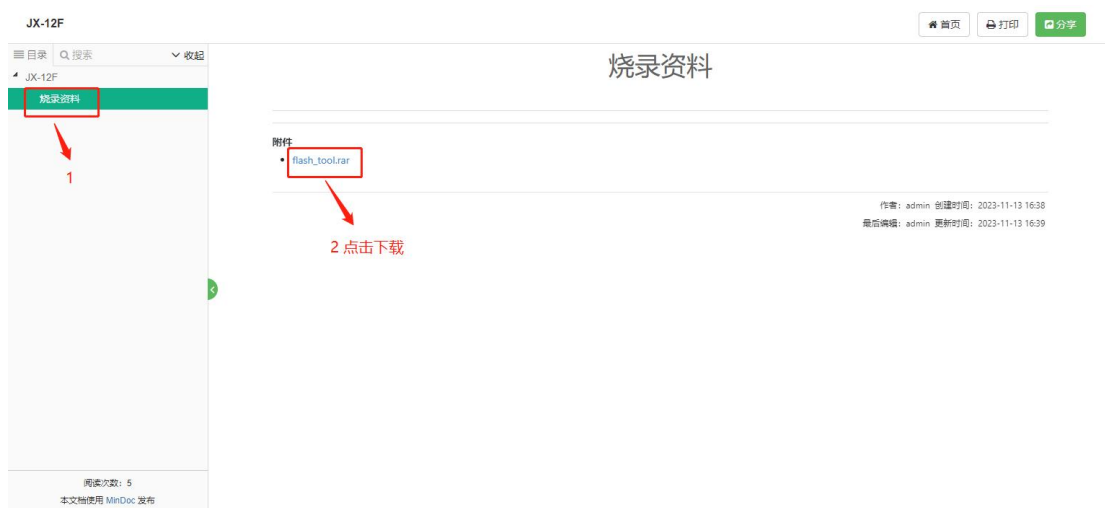 JX-12F
首页
打印
分享
目录
搜索
收起
JX-12F
烧录资料
1
烧录资料
附件
flash_tool.rar
2 点击下载
作者：admin 创建时间：2023-11-13 16:38
最后编辑：admin 更新时间：2023-11-13 16:39
阅读次数：5
本文档使用 MinDoc 发布